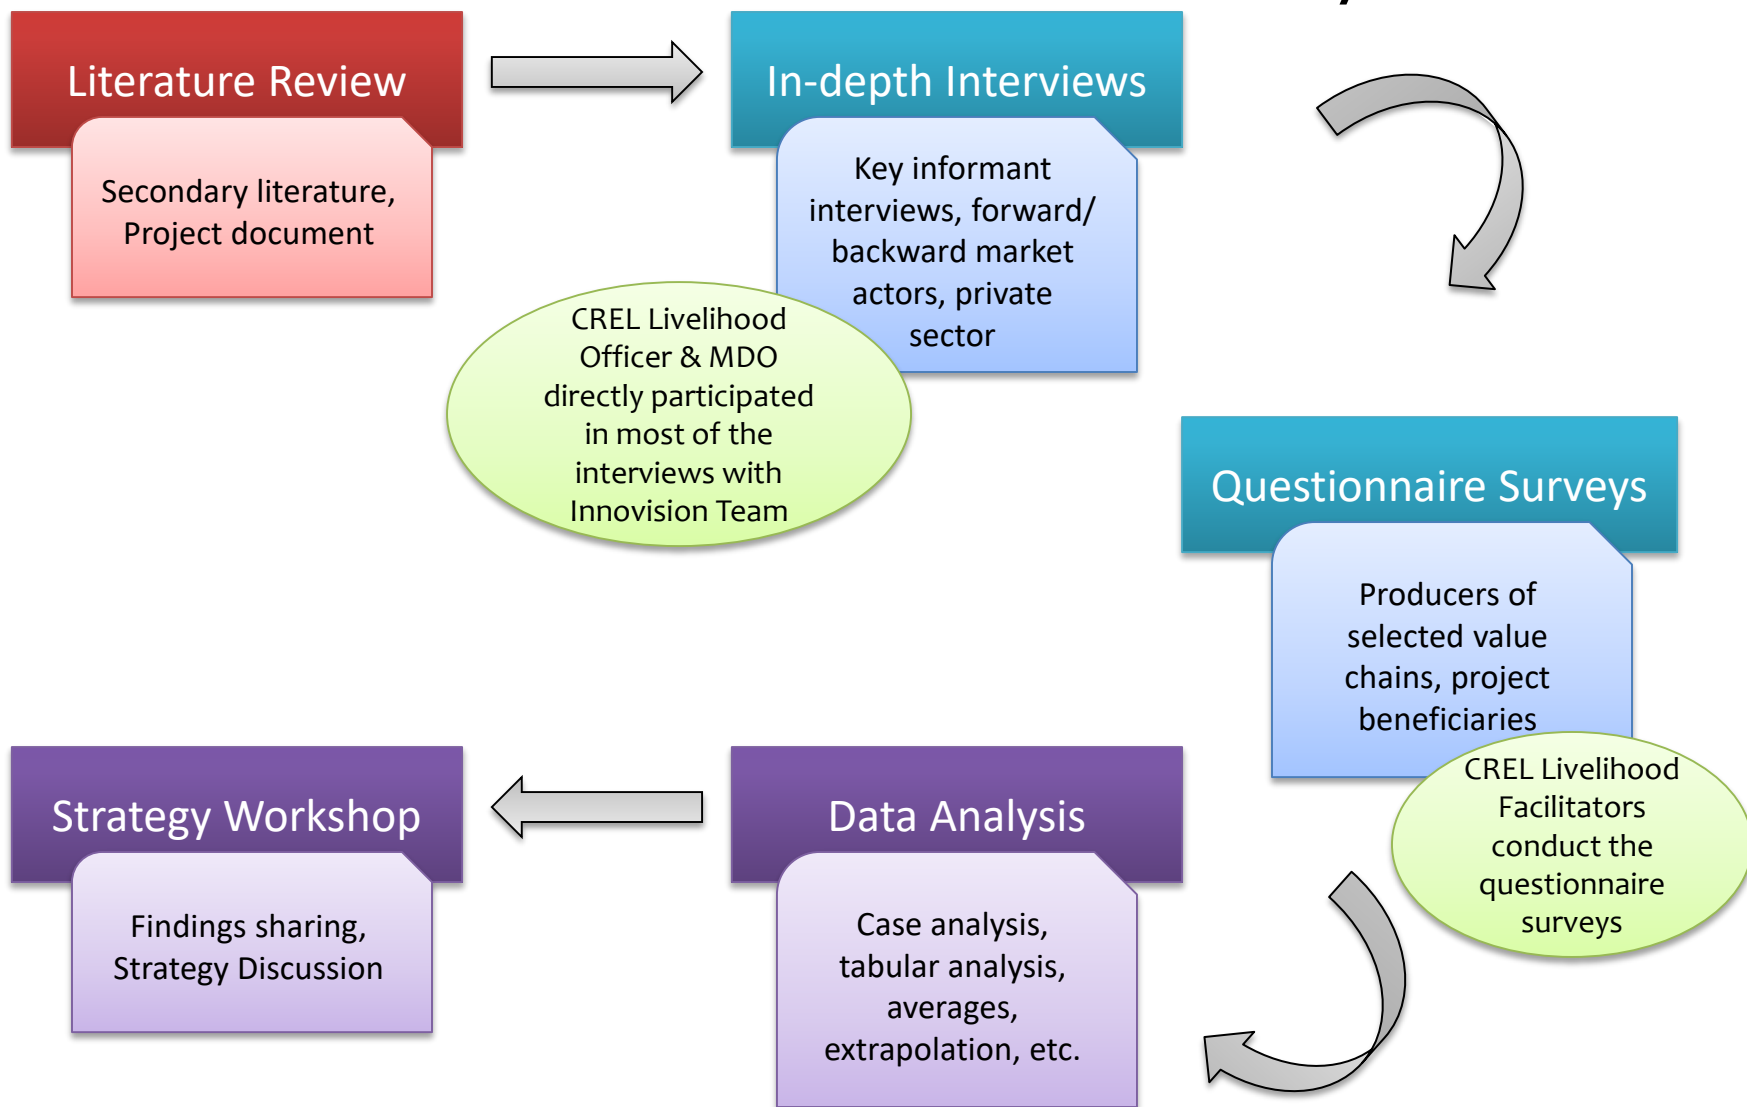 Literature Review
Secondary literature,
Project document
In-depth Interviews
Key informant
interviews, forward/
backward market
actors, private
sector
CREL Livelihood
Officer & MDO
directly participated
in most of the
interviews with
Innovision Team
Questionnaire Surveys
Producers of
selected value
chains, project
beneficiaries
CREL Livelihood
Facilitators
conduct the
questionnaire
surveys
Data Analysis
Case analysis,
tabular analysis,
averages,
extrapolation, etc.
Strategy Workshop
Findings sharing,
Strategy Discussion